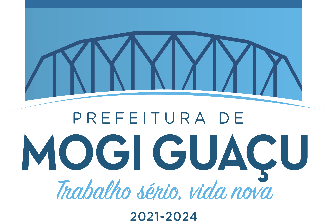 PREFEITURA DE
MOGI GUAÇU
Trabalho sério, vida nova
2021-2024